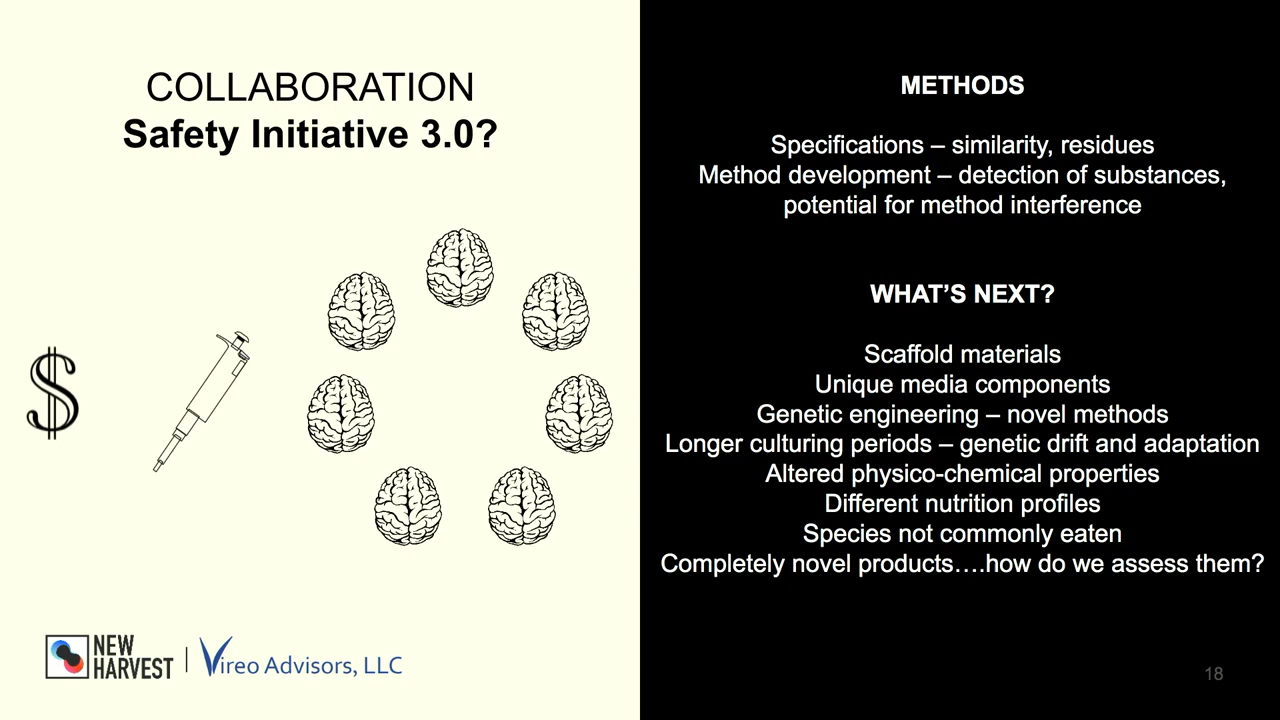 COLLABORATION
Safety Initiative 3.0?
$
NEW
HARVEST
Vireo Advisors, LLC
METHODS
Specifications – similarity, residues
Method development – detection of substances,
potential for method interference
WHAT'S NEXT?
Scaffold materials
Unique media components
Genetic engineering – novel methods
Longer culturing periods – genetic drift and adaptation
Altered physico-chemical properties
Different nutrition profiles
Species not commonly eaten
Completely novel products….how do we assess them?
18